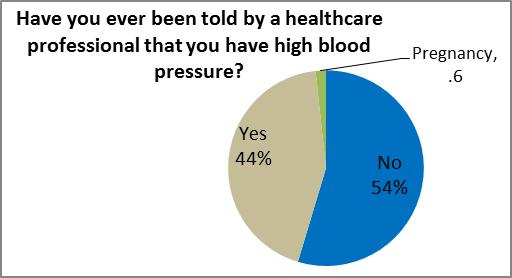 Have you ever been told by a healthcare
professional that you have high blood
pressure?
Pregnancy,
.6
Yes
44%
No
54%